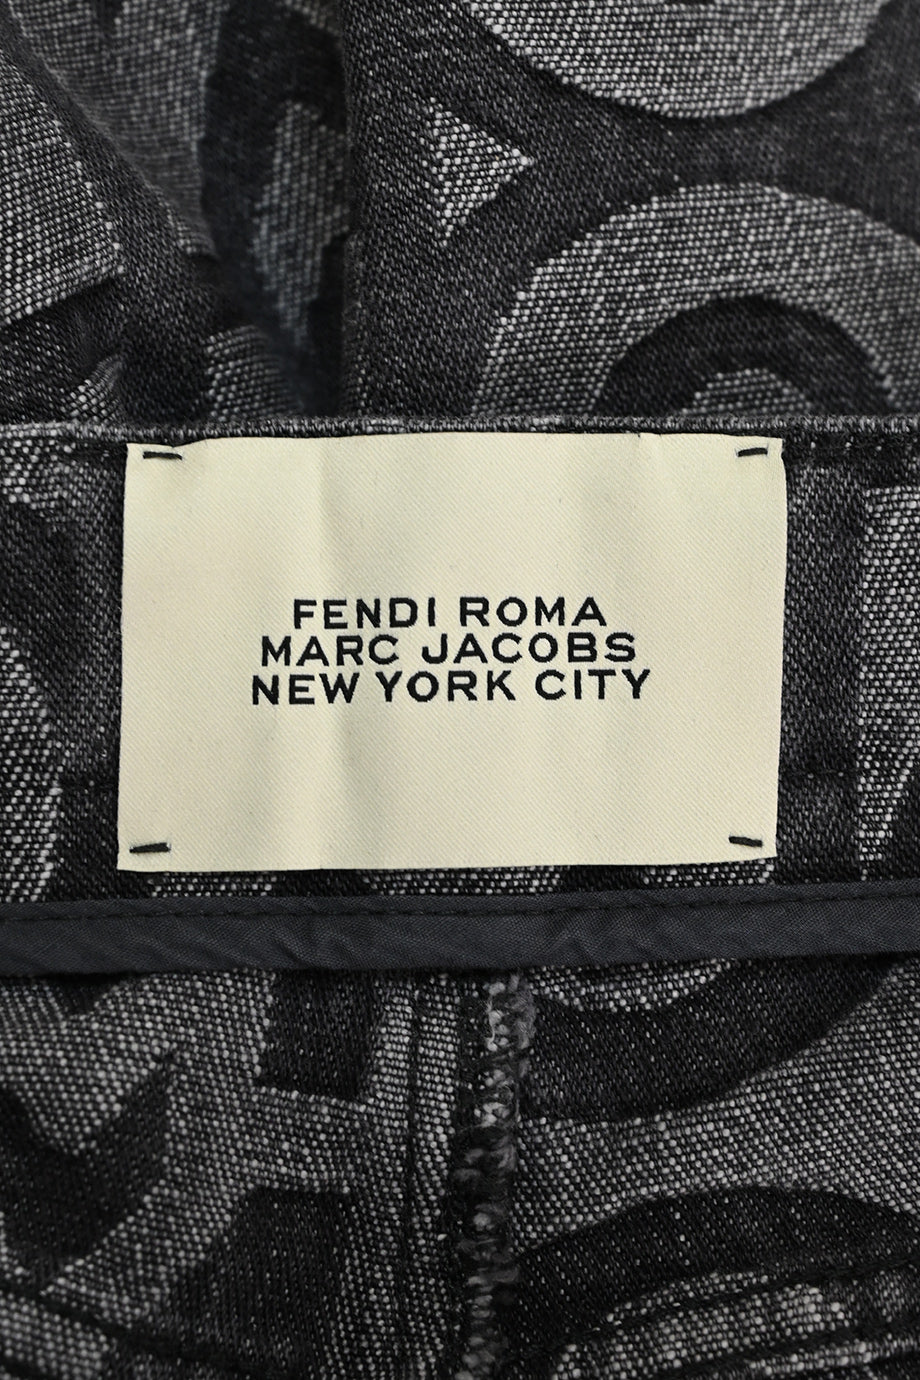 FENDI ROMA
MARC JACOBS
NEW YORK CITY